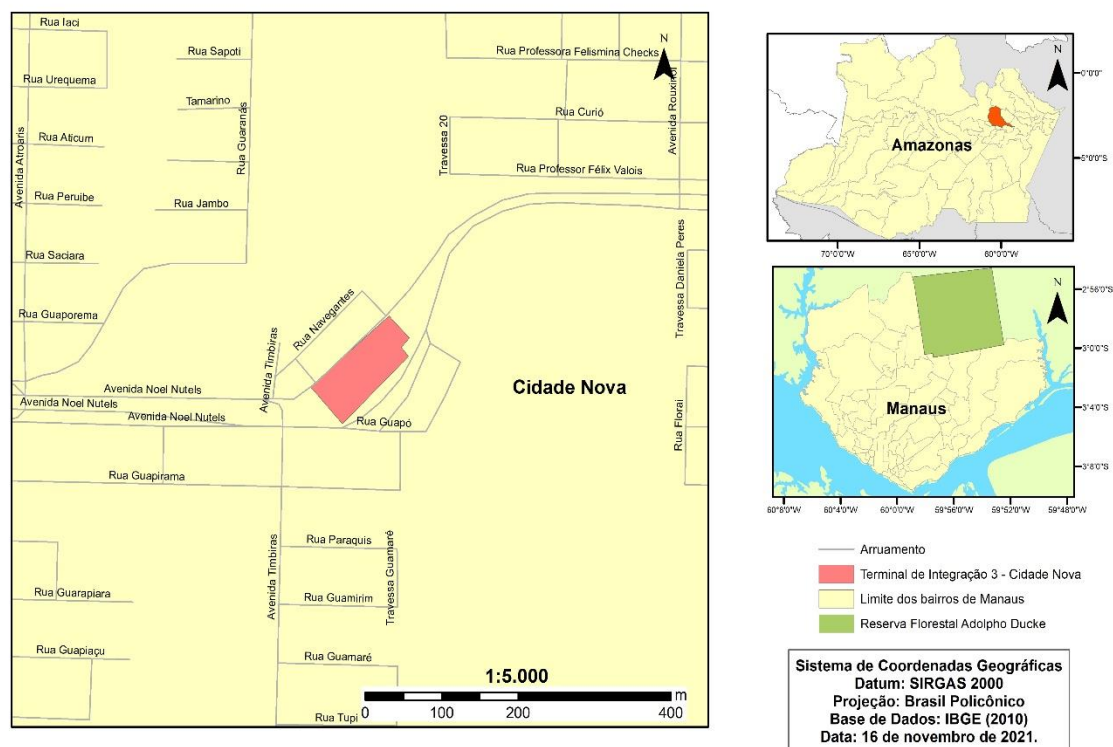 Rua Iaci
Rua Urequema
Rua Aticum
Rua Peruibe
Rua Saciara
Rua Guaporema
Avenida Atroaris
Rua Sapoti
Tamarino
Rua Jambo
Rua Guaranás
N
Rua Professora Felismina Checks
Rua Curió
Rua Professor Félix Valois
Travessa 20
Avenida Rouxinol
Travessa Daniela Peres
Rua Florai
Rua Navegantes
Avenida Timbiras
Avenida Noel Nutels
Avenida Noel Nutels
Avenida Noel Nutels
Cidade Nova
Rua Guapó
Rua Guapirama
Avenida Timbiras
Rua Paraquis
Rua Guamirim
Travessa Guamaré
Rua Guarapiara
Rua Guapiaçu
Rua Guamaré
Rua Tupi
1:5.000
m
0 100 200 400
N
Amazonas
0°0'0"
5°0'0"S
70°0'0"W 65°0'0"W 60°0'0"W
N
Manaus
2°56'0"S
3°0'0"S
3°4'0"S
3°8'0"S
60°8'0"W 60°4'0"W 60°0'0"W 59°56'0"W 59°52'0"W 59°48'0"W
Arruamento
Terminal de Integração 3 - Cidade Nova
Limite dos bairros de Manaus
Reserva Florestal Adolpho Ducke
Sistema de Coordenadas Geográficas
Datum: SIRGAS 2000
Projeção: Brasil Policônico
Base de Dados: IBGE (2010)
Data: 16 de novembro de 2021.